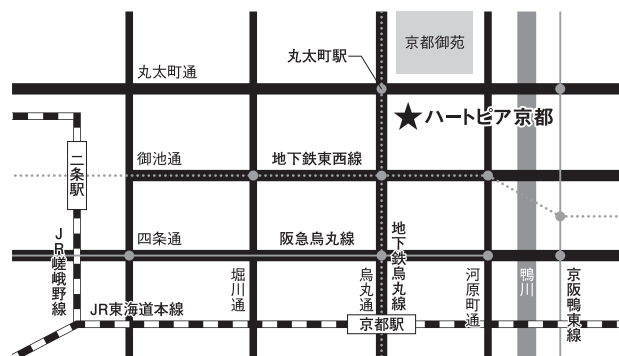 京都御苑
丸太町駅
丸太町通
★ハートピア京都
御池通
地下鉄東西線
二条駅
四条通
阪急烏丸線
地下鉄烏丸線
JR嵯峨野線
堀川通
烏丸通
河原町通
鴨川
京阪鴨東線
JR東海道本線
京都駅